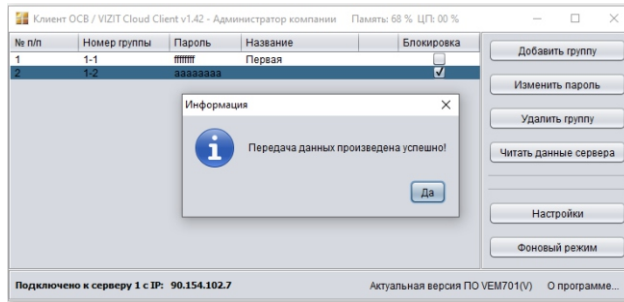 Клиент ОСВ / VIZIT Cloud Client v1.42 - Администратор компании Память: 68 % ЦП: 00 %
№ п/п Номер группы Пароль Название Блокировка
1 1-1 ffffffff Первая
2 1-2 aaaaaaaa
Добавить группу
Изменить пароль
Удалить группу
Читать данные сервера
Настройки
Фоновый режим
Информация
Передача данных произведена успешно!
Да
Подключено к серверу 1 с IP: 90.154.102.7 Актуальная версия ПО VEM701(V) О программе...